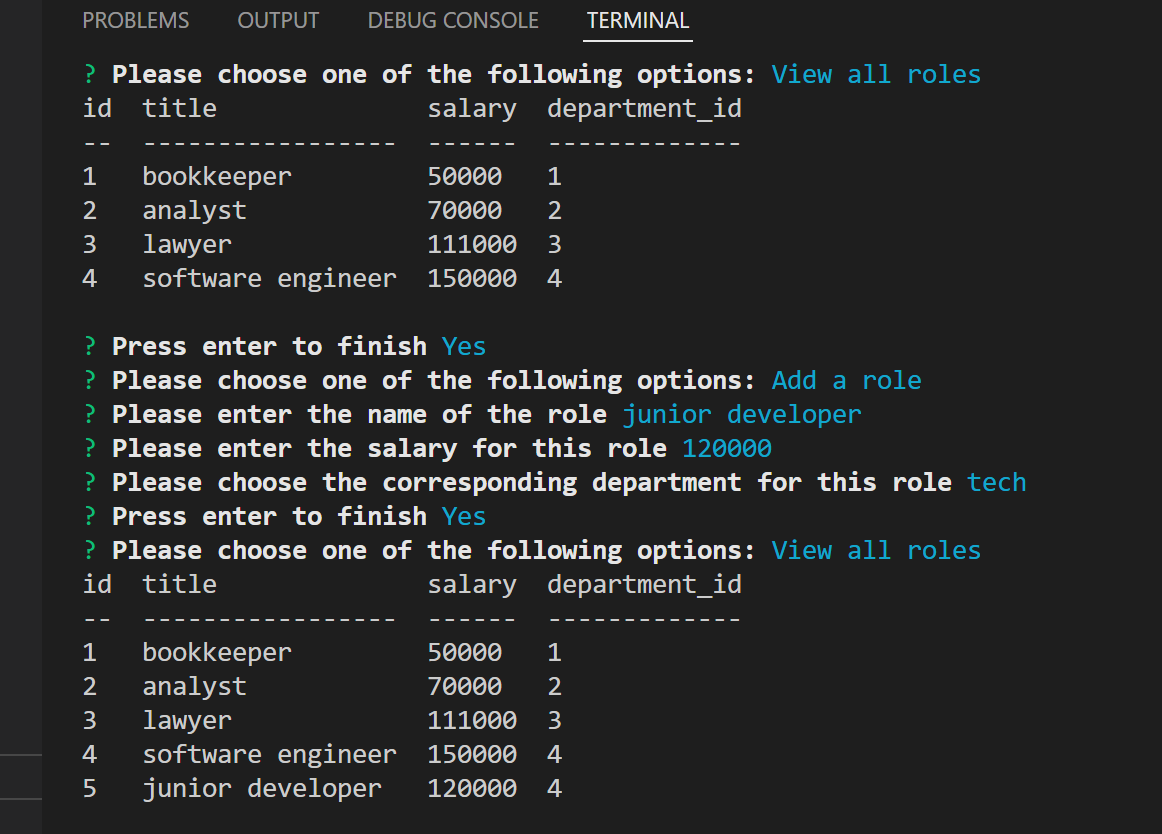 PROBLEMS OUTPUT DEBUG CONSOLE TERMINAL
? Please choose one of the following options: View all roles
id  title              salary  department_id
--  -----------------  ------  -------------
1   bookkeeper         50000   1
2   analyst            70000   2
3   lawyer             111000  3
4   software engineer  150000  4
? Press enter to finish Yes
? Please choose one of the following options: Add a role
? Please enter the name of the role junior developer
? Please enter the salary for this role 120000
? Please choose the corresponding department for this role tech
? Press enter to finish Yes
? Please choose one of the following options: View all roles
id  title              salary  department_id
--  -----------------  ------  -------------
1   bookkeeper         50000   1
2   analyst            70000   2
3   lawyer             111000  3
4   software engineer  150000  4
5   junior developer   120000  4